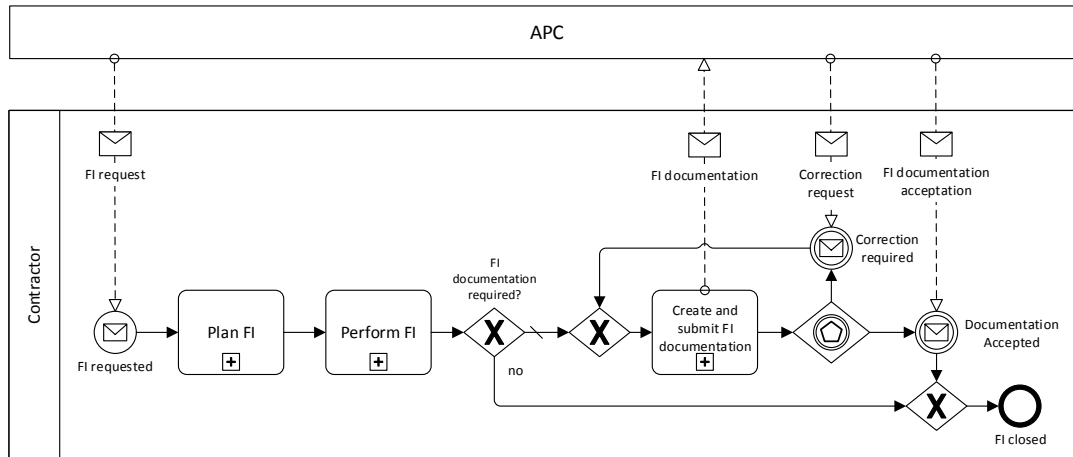 APC
Contractor
FI request
FI documentation
Correction
request
FI documentation
acceptation
Correction
required
FI
documentation
required?
FI requested
Plan FI
Perform FI
X
X
Create and
submit FI
documentation
Documentation
Accepted
no
X
FI closed